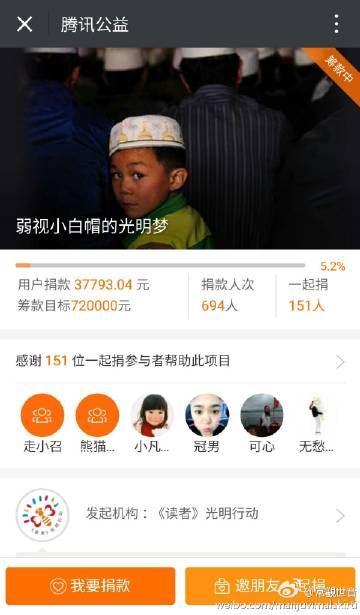 腾讯公益
筹款中
弱视小白帽的光明梦
5.2%
用户捐款 37793.04 元
捐款人次
一起捐
筹款目标720000元
694人
151人
感谢 151 位一起捐参与者帮助此项目
走小召
熊猫...
小凡...
冠男
可心
无愁...
发起机构：《读者》光明行动
我要捐款
邀朋友一起捐